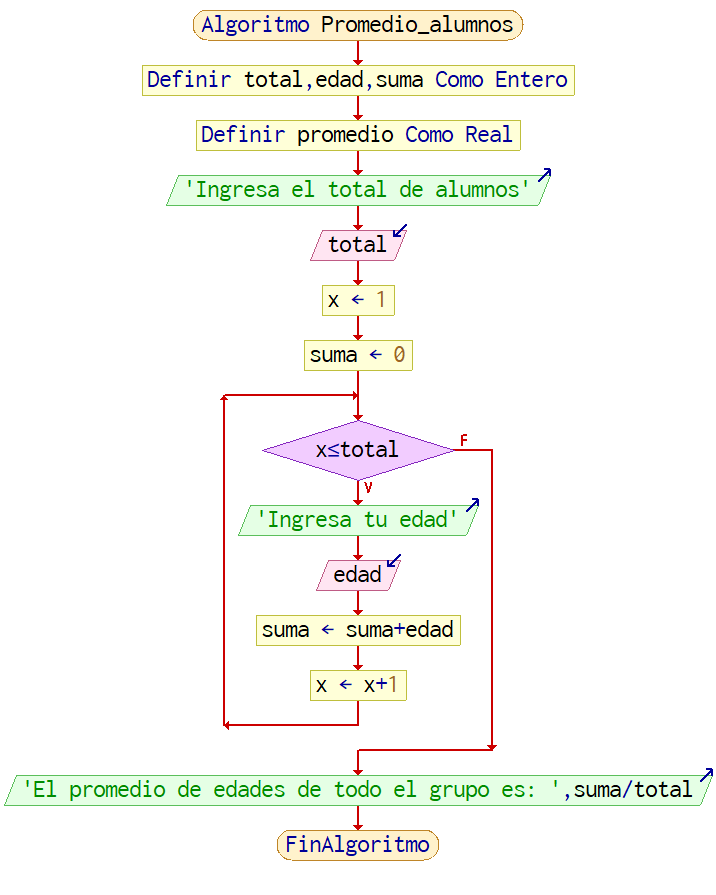 Algoritmo Promedio_alumnos
Definir total,edad,suma Como Entero
Definir promedio Como Real
'Ingresa el total de alumnos'
total
x ← 1
suma ← 0
x≤total
F
V
'Ingresa tu edad'
edad
suma ← suma+edad
x ← x+1
'El promedio de edades de todo el grupo es: ',suma/total
FinAlgoritmo